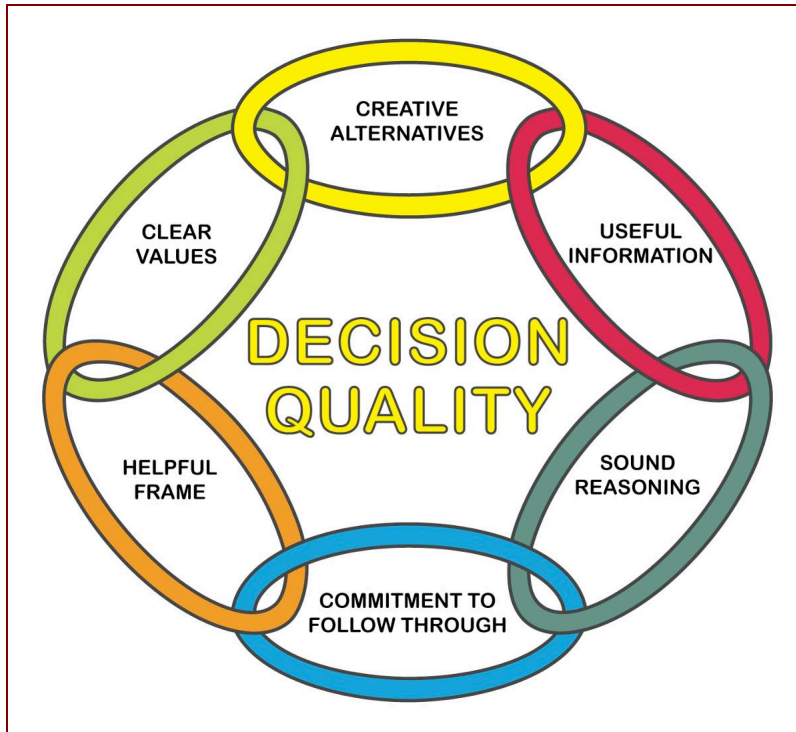 CREATIVE
ALTERNATIVES
CLEAR
VALUES
USEFUL
INFORMATION
DECISION
QUALITY
HELPFUL
FRAME
SOUND
REASONING
COMMITMENT TO
FOLLOW THROUGH